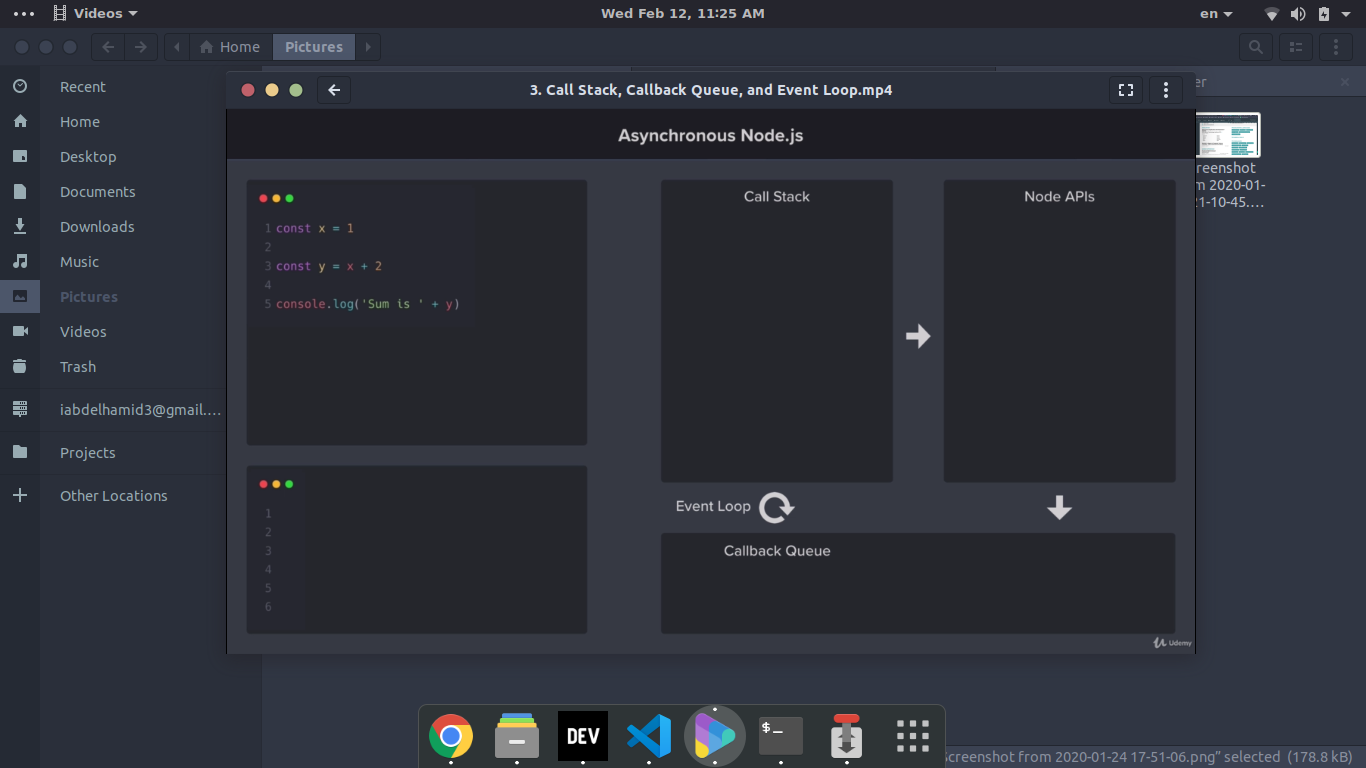 Videos
Wed Feb 12, 11:25 AM
en
Home
Pictures
Recent
Home
Desktop
Documents
Downloads
Music
Pictures
Videos
Trash
iabdelhamid3@gmail.…
Projects
Other Locations
3. Call Stack, Callback Queue, and Event Loop.mp4
Asynchronous Node.js
1 const x = 1
2
3 const y = x + 2
4
5 console.log('Sum is ' + y)
1
2
3
4
5
6
Call Stack
Node APIs
Event Loop
Callback Queue
Udemy
er
reenshot
m 2020-01-
21-10-45.…
DEV
$_
Screenshot from 2020-01-24 17-51-06.png" selected (178.8 kB)